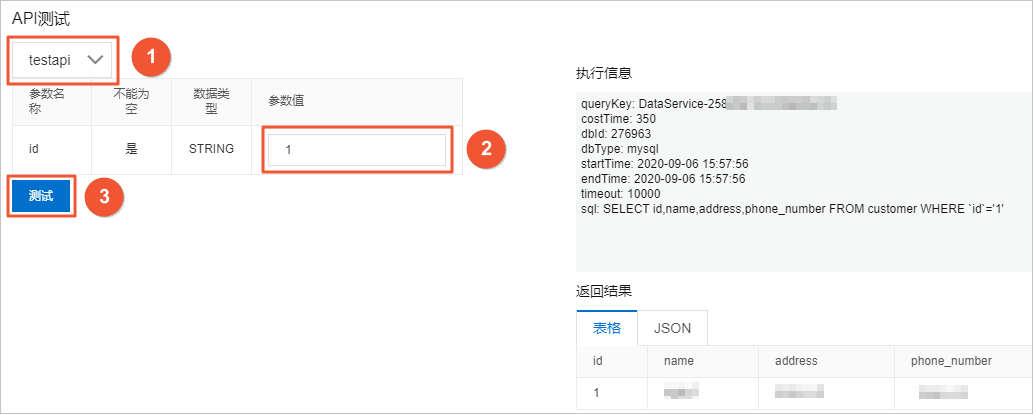 API测试
testapi
1
参数名
称
不能为
空
数据类
型
参数值
id
是
STRING
1
2
测试
3
执行信息
queryKey: DataService-258
costTime: 350
dbId: 276963
dbType: mysql
startTime: 2020-09-06 15:57:56
endTime: 2020-09-06 15:57:56
timeout: 10000
sql: SELECT id,name,address,phone_number FROM customer WHERE `id`='1'
返回结果
表格
JSON
id
name
address
phone_number
1